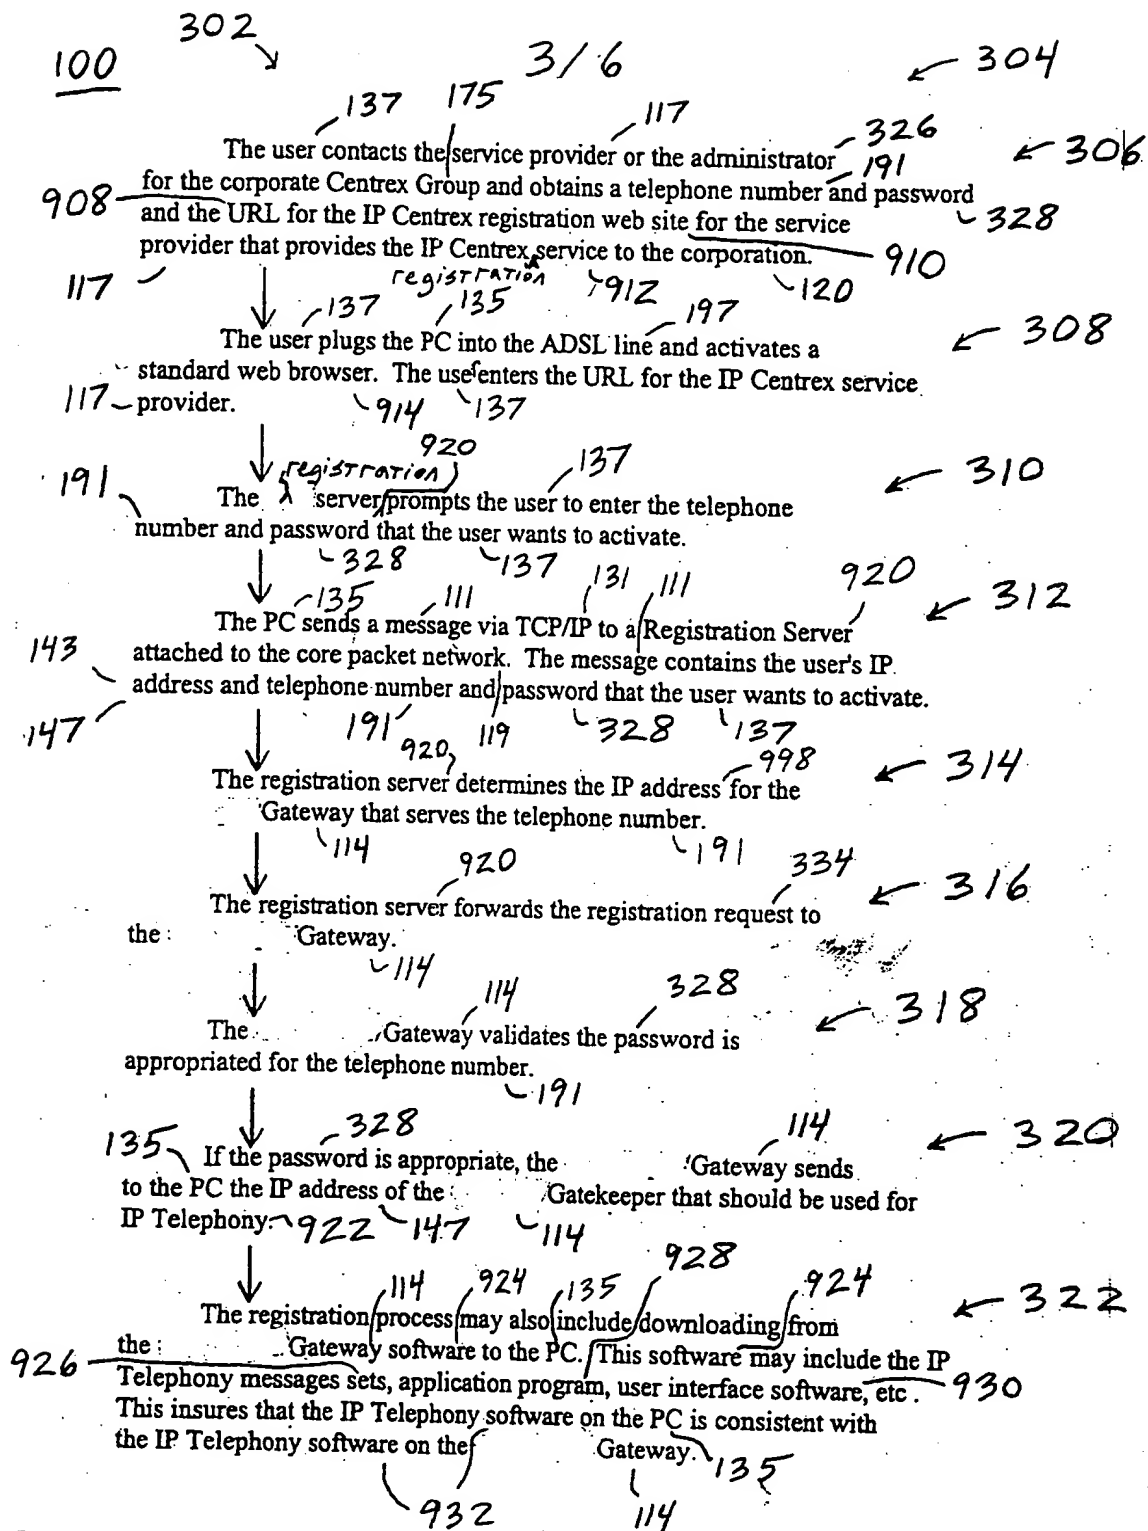 302
100
3/6
304
137 175 117 326
The user contacts the service provider or the administrator
306
191
for the corporate Centrex Group and obtains a telephone number and password
908
and the URL for the IP Centrex registration web site for the service
328
provider that provides the IP Centrex service to the corporation.
910
registration
117 912 120
137 135 197
The user plugs the PC into the ADSL line and activates a
308
standard web browser. The user enters the URL for the IP Centrex service
117 provider.
914 137
920
registration
137
310
191
The server prompts the user to enter the telephone
number and password that the user wants to activate.
328 137
135 111 131 111 920
312
The PC sends a message via TCP/IP to a Registration Server
143
attached to the core packet network. The message contains the user's IP
address and telephone number and password that the user wants to activate.
147
191 119 328 137
920 998
314
The registration server determines the IP address for the
Gateway that serves the telephone number.
114 191
920 334
316
The registration server forwards the registration request to
the Gateway.
114
114 328
318
The Gateway validates the password is
appropriated for the telephone number.
191
328 114
320
135 If the password is appropriate, the Gateway sends
to the PC the IP address of the Gatekeeper that should be used for
IP Telephony. 922 147 114
928
114 924 135 924
322
The registration process may also include downloading from
the Gateway software to the PC. This software may include the IP
926
Telephony messages sets, application program, user interface software, etc . 930
This insures that the IP Telephony software on the PC is consistent with
the IP Telephony software on the Gateway. 135
932 114